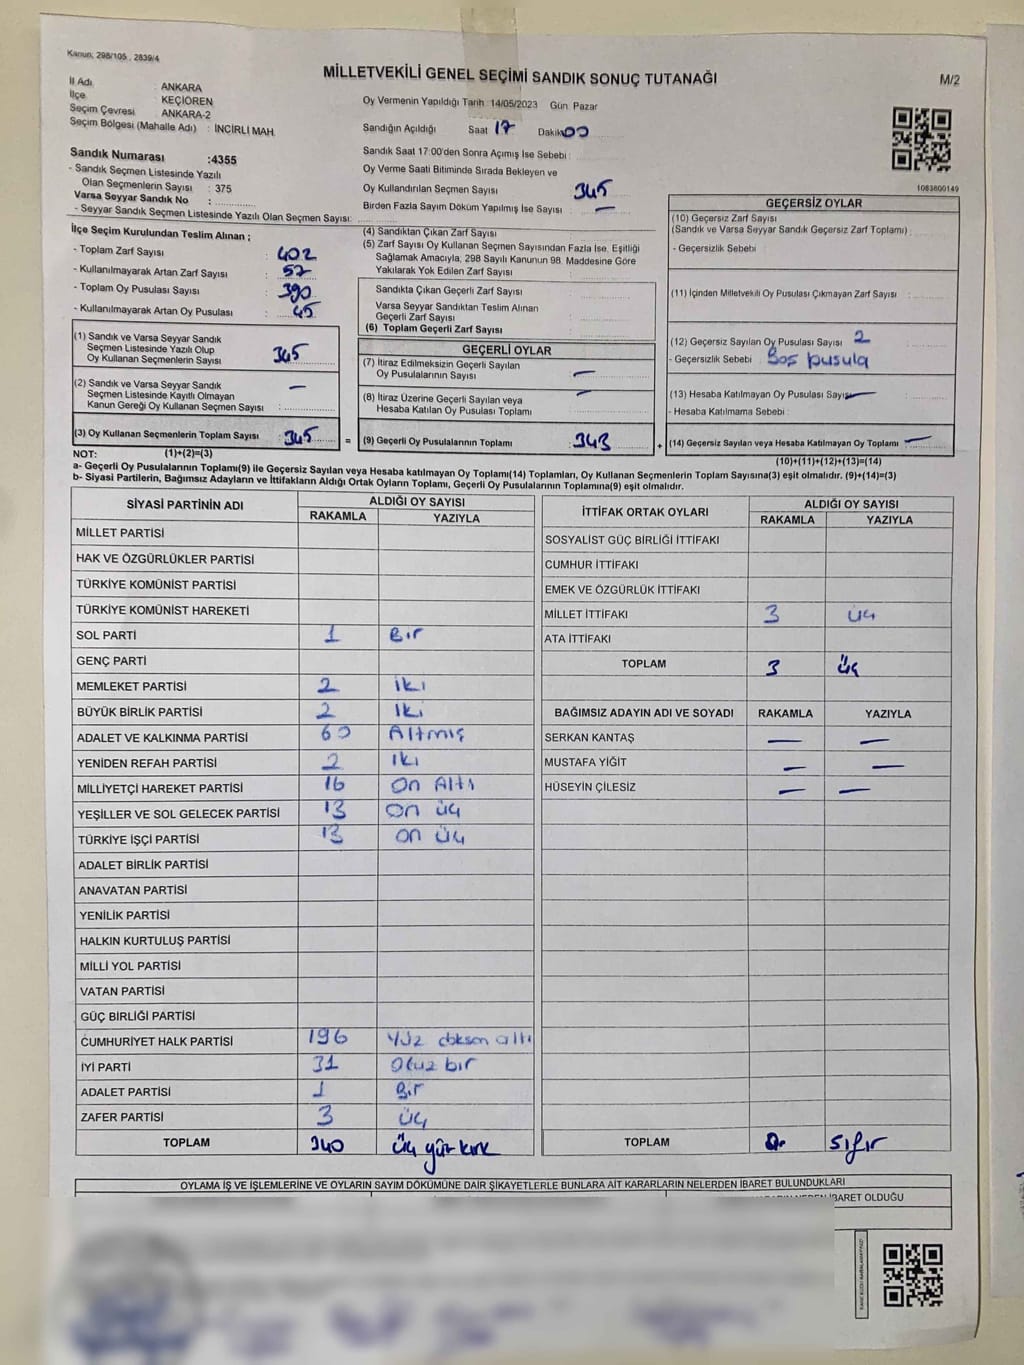 Kanun; 298/105 , 2839/4
MİLLETVEKİLİ GENEL SEÇİMİ SANDIK SONUÇ TUTANAĞI
M/2
İl Adı : ANKARA
İlçe : KEÇİÖREN
Seçim Çevresi : ANKARA-2
Seçim Bölgesi (Mahalle Adı) : İNCİRLİ MAH.
Sandık Numarası :4355
- Sandık Seçmen Listesinde Yazılı
Olan Seçmenlerin Sayısı : 375
Varsa Seyyar Sandık No :
- Seyyar Sandık Seçmen Listesinde Yazılı Olan Seçmen Sayısı:
Oy Vermenin Yapıldığı Tarih :14/05/2023 Gün: Pazar
Sandığın Açıldığı Saat 17 Dakika 00
Sandık Saat 17:00'den Sonra Açımış İse Sebebi :
Oy Verme Saati Bitiminde Sırada Bekleyen ve
Oy Kullandırılan Seçmen Sayısı : 345
Birden Fazla Sayım Döküm Yapılmış İse Sayısı : —
1083600149
İlçe Seçim Kurulundan Teslim Alınan ;
- Toplam Zarf Sayısı : 402
- Kullanılmayarak Artan Zarf Sayısı : 57
- Toplam Oy Pusulası Sayısı : 390
- Kullanılmayarak Artan Oy Pusulası : 45
(1) Sandık ve Varsa Seyyar Sandık
Seçmen Listesinde Yazılı Olup
Oy Kullanan Seçmenlerin Sayısı : 345
(2) Sandık ve Varsa Seyyar Sandık —
Seçmen Listesinde Kayıtlı Olmayan
Kanun Gereği Oy Kullanan Seçmen Sayısı :
(3) Oy Kullanan Seçmenlerin Toplam Sayısı : 345 =
(4) Sandıktan Çıkan Zarf Sayısı :
(5) Zarf Sayısı Oy Kullanan Seçmen Sayısından Fazla İse, Eşitliği
Sağlamak Amacıyla, 298 Sayılı Kanunun 98. Maddesine Göre
Yakılarak Yok Edilen Zarf Sayısı :
Sandıkta Çıkan Geçerli Zarf Sayısı :
Varsa Seyyar Sandıktan Teslim Alınan
Geçerli Zarf Sayısı :
(6) Toplam Geçerli Zarf Sayısı :
GEÇERLİ OYLAR
(7) İtiraz Edilmeksizin Geçerli Sayılan
Oy Pusulalarının Sayısı : —
(8) İtiraz Üzerine Geçerli Sayılan veya —
Hesaba Katılan Oy Pusulası Toplamı :
(9) Geçerli Oy Pusulalarının Toplamı : 343 +
GEÇERSİZ OYLAR
(10) Geçersiz Zarf Sayısı
(Sandık ve Varsa Seyyar Sandık Geçersiz Zarf Toplamı) :
- Geçersizlik Sebebi :
(11) İçinden Milletvekili Oy Pusulası Çıkmayan Zarf Sayısı :
(12) Geçersiz Sayılan Oy Pusulası Sayısı : 2
- Geçersizlik Sebebi : Boş pusula
(13) Hesaba Katılmayan Oy Pusulası Sayısı : —
- Hesaba Katılmama Sebebi :
(14) Geçersiz Sayılan veya Hesaba Katılmayan Oy Toplamı : —
NOT: (1)+(2)=(3)
(10)+(11)+(12)+(13)=(14)
a- Geçerli Oy Pusulalarının Toplamı(9) ile Geçersiz Sayılan veya Hesaba katılmayan Oy Toplamı(14) Toplamları, Oy Kullanan Seçmenlerin Toplam Sayısına(3) eşit olmalıdır. (9)+(14)=(3)
b- Siyasi Partilerin, Bağımsız Adayların ve İttifakların Aldığı Ortak Oyların Toplamı, Geçerli Oy Pusulalarının Toplamına(9) eşit olmalıdır.
SİYASİ PARTİNİN ADI ALDIĞI OY SAYISI
RAKAMLA YAZIYLA
MİLLET PARTİSİ
HAK VE ÖZGÜRLÜKLER PARTİSİ
TÜRKİYE KOMÜNİST PARTİSİ
TÜRKİYE KOMÜNİST HAREKETİ
SOL PARTİ 1 Bir
GENÇ PARTİ
MEMLEKET PARTİSİ 2 İki
BÜYÜK BİRLİK PARTİSİ 2 İki
ADALET VE KALKINMA PARTİSİ 60 Altmış
YENİDEN REFAH PARTİSİ 2 İki
MİLLİYETÇİ HAREKET PARTİSİ 16 On Altı
YEŞİLLER VE SOL GELECEK PARTİSİ 13 on üç
TÜRKİYE İŞÇİ PARTİSİ 13 on üç
ADALET BİRLİK PARTİSİ
ANAVATAN PARTİSİ
YENİLİK PARTİSİ
HALKIN KURTULUŞ PARTİSİ
MİLLİ YOL PARTİSİ
VATAN PARTİSİ
GÜÇ BİRLİĞİ PARTİSİ
CUMHURİYET HALK PARTİSİ 196 Yüz doksan altı
İYİ PARTİ 31 Otuz bir
ADALET PARTİSİ 1 Bir
ZAFER PARTİSİ 3 üç
TOPLAM 340 Üç yüz kırk
İTTİFAK ORTAK OYLARI ALDIĞI OY SAYISI
RAKAMLA YAZIYLA
SOSYALİST GÜÇ BİRLİĞİ İTTİFAKI
CUMHUR İTTİFAKI
EMEK VE ÖZGÜRLÜK İTTİFAKI
MİLLET İTTİFAKI 3 üç
ATA İTTİFAKI
TOPLAM 3 üç
BAĞIMSIZ ADAYIN ADI VE SOYADI RAKAMLA YAZIYLA
SERKAN KANTAŞ — —
MUSTAFA YİĞİT — —
HÜSEYİN ÇİLESİZ — —
TOPLAM 0 sıfır
OYLAMA İŞ VE İŞLEMLERİNE VE OYLARIN SAYIM DÖKÜMÜNE DAİR ŞİKAYETLERLE BUNLARA AİT KARARLARIN NELERDEN İBARET BULUNDUKLARI
NEDEN İBARET OLDUĞU